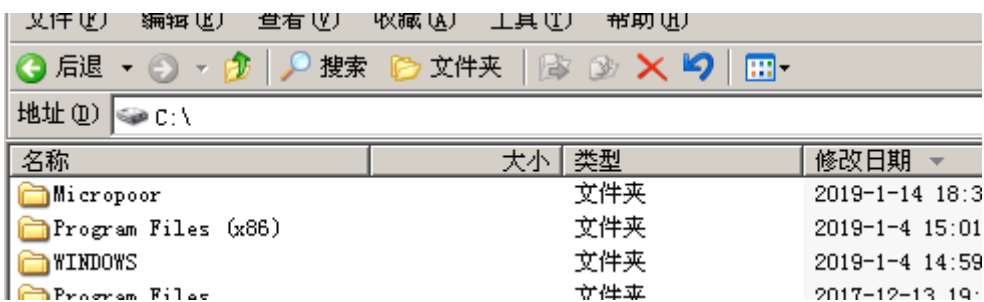 文件(F) 编辑(E) 查看(V) 收藏(A) 工具(T) 帮助(H)
后退 搜索 文件夹
地址(D) C:\
名称 大小 类型 修改日期
Micropoor 文件夹 2019-1-14 18:3
Program Files (x86) 文件夹 2019-1-4 15:01
WINDOWS 文件夹 2019-1-4 14:59
Program Files 文件夹 2017-12-13 19: